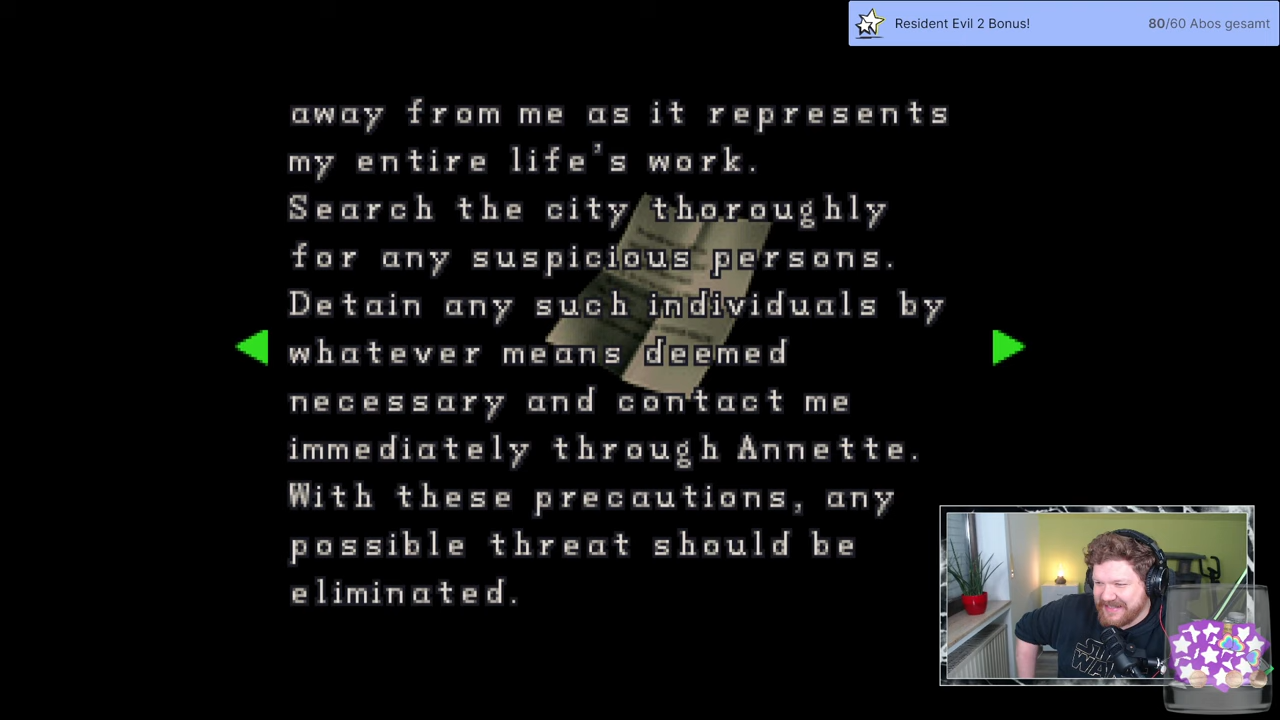 Resident Evil 2 Bonus!
80/60 Abos gesamt
away from me as it represents
my entire life's work.
Search the city thoroughly
for any suspicious persons.
Detain any such individuals by
whatever means deemed
necessary and contact me
immediately through Annette.
With these precautions, any
possible threat should be
eliminated.